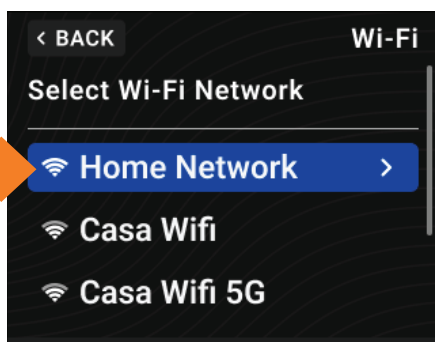 < BACK
Wi-Fi
Select Wi-Fi Network
Home Network >
Casa Wifi
Casa Wifi 5G